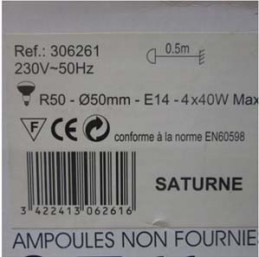 Ref.: 306261
0.5m
230V~50Hz
R50 - Ø50mm - E14 - 4x40W Max
F CE conforme à la norme EN60598
SATURNE
3 422413 062616
AMPOULES NON FOURNIES